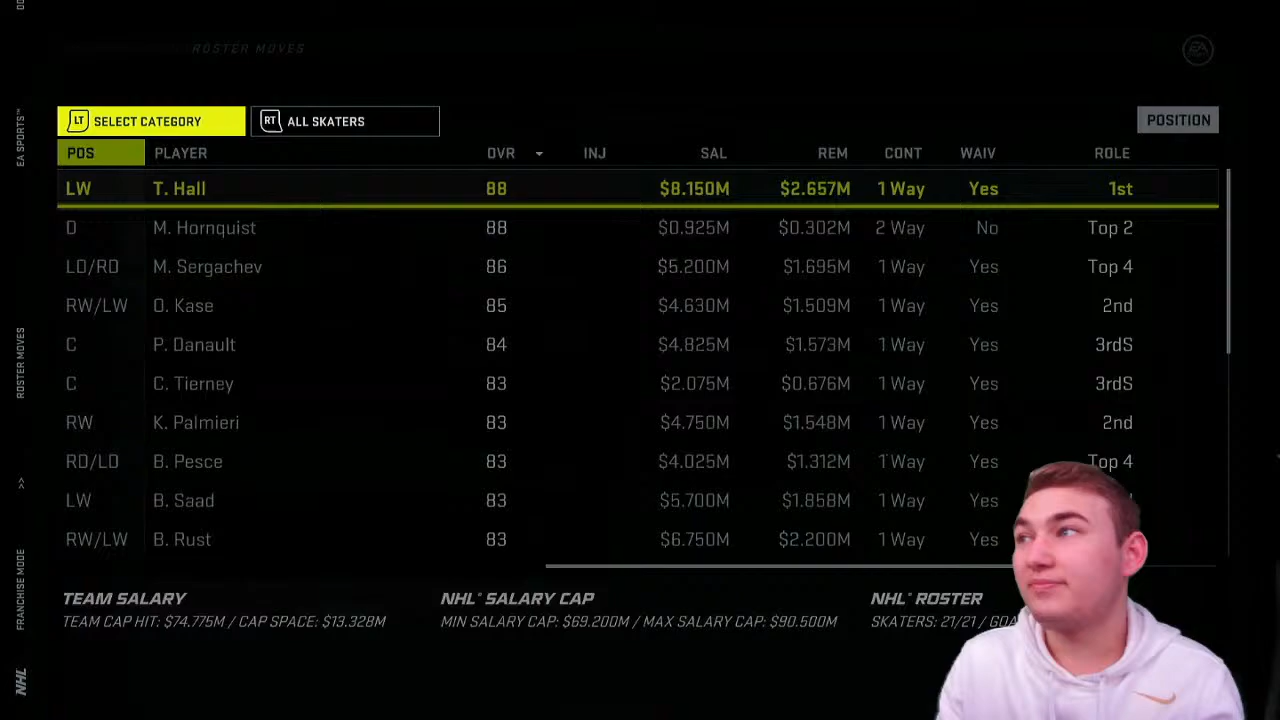 ROSTER MOVES
EA
LT SELECT CATEGORY
RT ALL SKATERS
POSITION
POS PLAYER OVR INJ SAL REM CONT WAIV ROLE
LW T. Hall 88 $8.150M $2.657M 1 Way Yes 1st
D M. Hornquist 88 $0.925M $0.302M 2 Way No Top 2
LD/RD M. Sergachev 86 $5.200M $1.695M 1 Way Yes Top 4
RW/LW O. Kase 85 $4.630M $1.509M 1 Way Yes 2nd
C P. Danault 84 $4.825M $1.573M 1 Way Yes 3rdS
C C. Tierney 83 $2.075M $0.676M 1 Way Yes 3rdS
RW K. Palmieri 83 $4.750M $1.548M 1 Way Yes 2nd
RD/LD B. Pesce 83 $4.025M $1.312M 1 Way Yes Top 4
LW B. Saad 83 $5.700M $1.858M 1 Way Yes
RW/LW B. Rust 83 $6.750M $2.200M 1 Way Yes
TEAM SALARY
TEAM CAP HIT: $74.775M / CAP SPACE: $13.328M
NHL® SALARY CAP
MIN SALARY CAP: $69.200M / MAX SALARY CAP: $90.500M
NHL® ROSTER
SKATERS: 21/21 /
NHL
FRANCHISE MODE
>>
ROSTER MOVES
EA SPORTS™